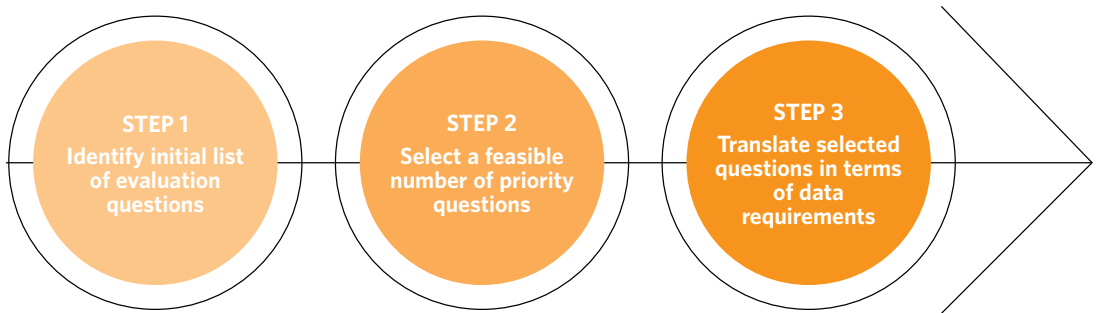 STEP 1
Identify initial list
of evaluation
questions
STEP 2
Select a feasible
number of priority
questions
STEP 3
Translate selected
questions in terms
of data
requirements